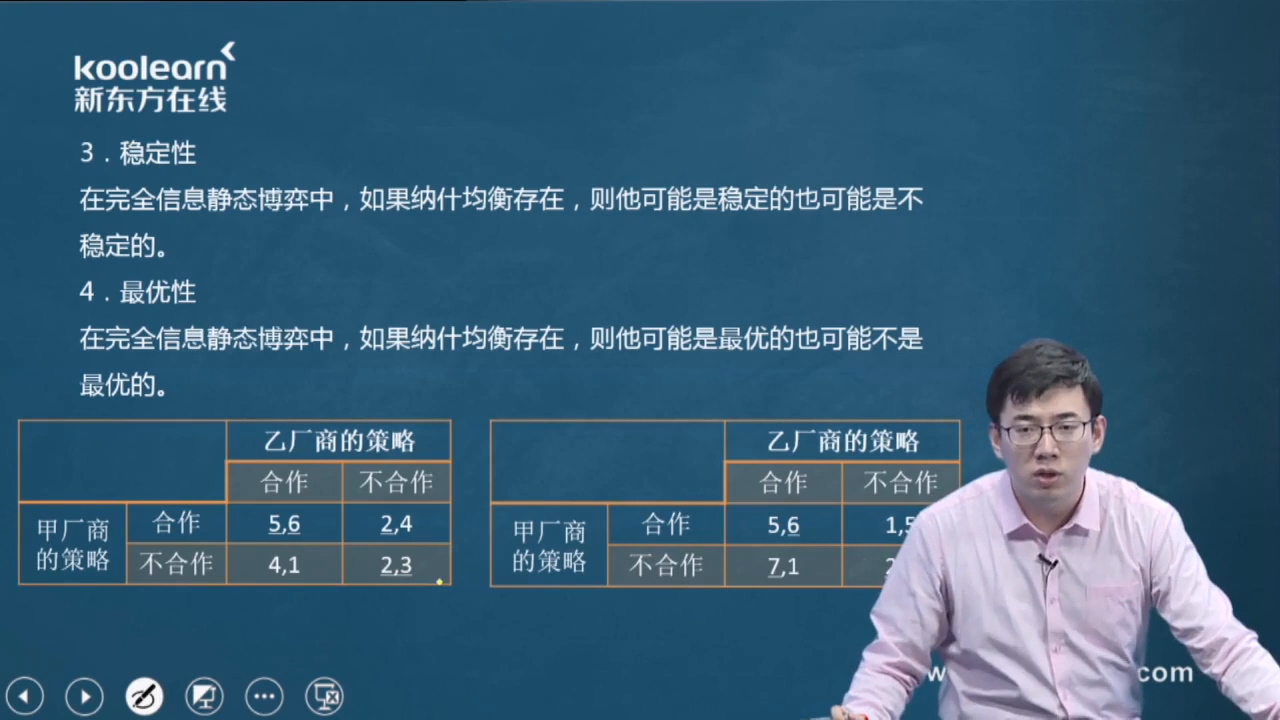 koolearn
新东方在线
3．稳定性
在完全信息静态博弈中，如果纳什均衡存在，则他可能是稳定的也可能是不
稳定的。
4．最优性
在完全信息静态博弈中，如果纳什均衡存在，则他可能是最优的也可能不是
最优的。
乙厂商的策略
合作 不合作
甲厂商的策略 合作 5,6 2,4
不合作 4,1 2,3
乙厂商的策略
合作 不合作
甲厂商的策略 合作 5,6 1,5
不合作 7,1
com